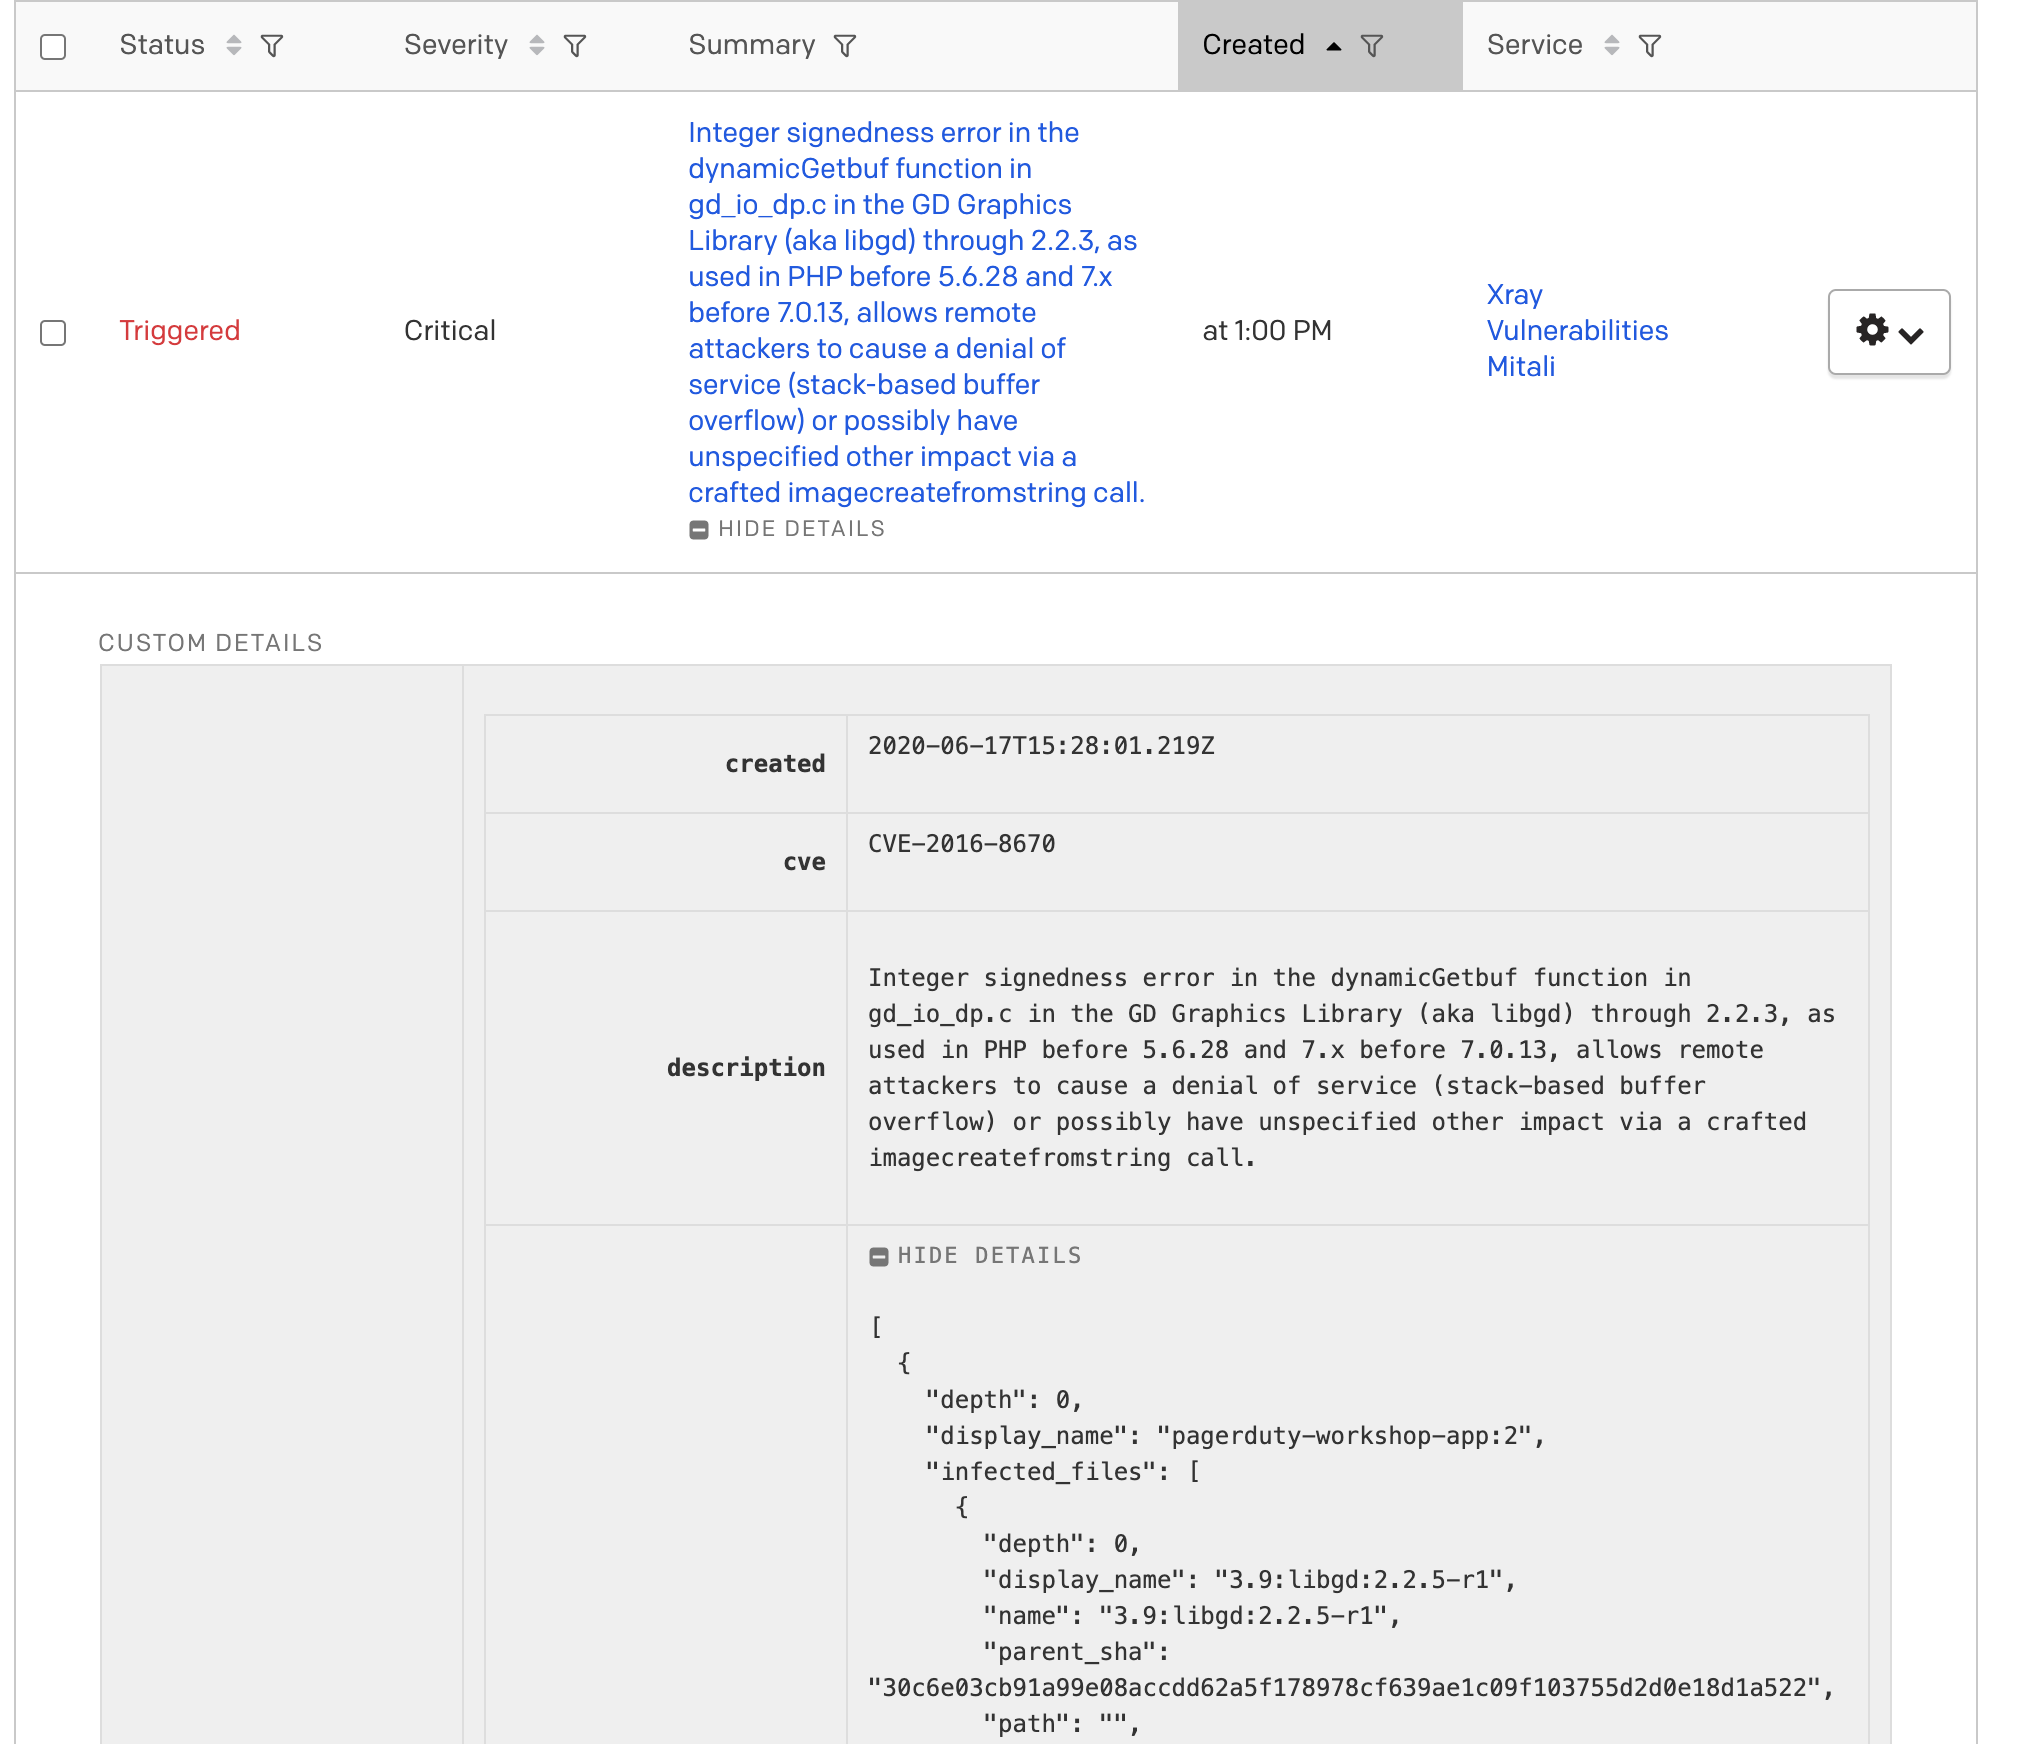 Status Severity Summary Created Service
Integer signedness error in the
dynamicGetbuf function in
gd_io_dp.c in the GD Graphics
Library (aka libgd) through 2.2.3, as
used in PHP before 5.6.28 and 7.x
before 7.0.13, allows remote
attackers to cause a denial of
service (stack-based buffer
overflow) or possibly have
unspecified other impact via a
crafted imagecreatefromstring call.
HIDE DETAILS
Triggered
Critical
at 1:00 PM
Xray
Vulnerabilities
Mitali
CUSTOM DETAILS
created
2020-06-17T15:28:01.219Z
cve
CVE-2016-8670
description
Integer signedness error in the dynamicGetbuf function in
gd_io_dp.c in the GD Graphics Library (aka libgd) through 2.2.3, as
used in PHP before 5.6.28 and 7.x before 7.0.13, allows remote
attackers to cause a denial of service (stack-based buffer
overflow) or possibly have unspecified other impact via a crafted
imagecreatefromstring call.
HIDE DETAILS
[
{
"depth": 0,
"display_name": "pagerduty-workshop-app:2",
"infected_files": [
{
"depth": 0,
"display_name": "3.9:libgd:2.2.5-r1",
"name": "3.9:libgd:2.2.5-r1",
"parent_sha":
"30c6e03cb91a99e08accdd62a5f178978cf639ae1c09f103755d2d0e18d1a522",
"path": "",